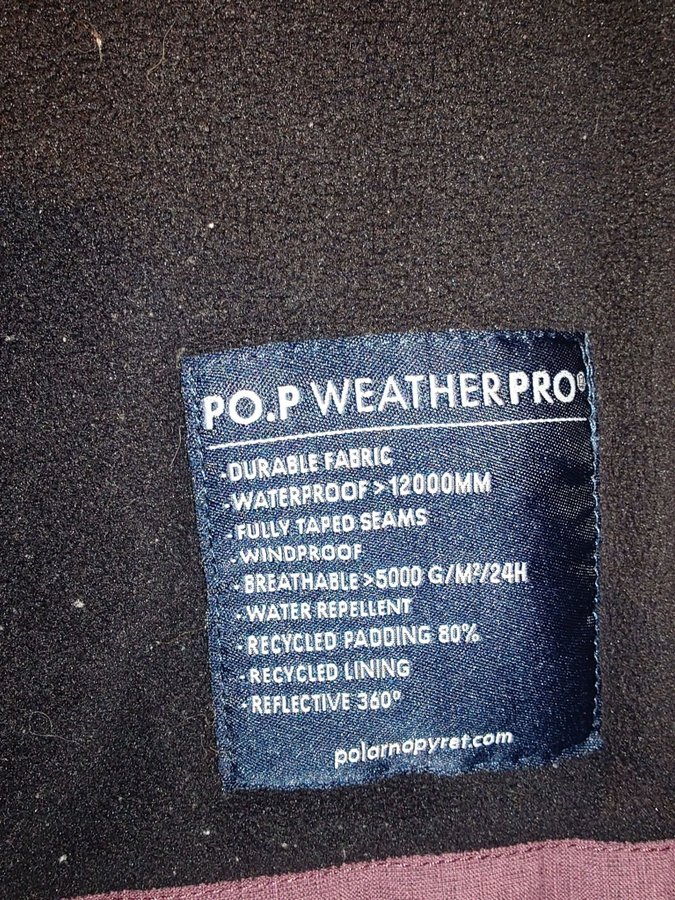 PO.P WEATHERPRO®
-DURABLE FABRIC
-WATERPROOF >12000MM
-FULLY TAPED SEAMS
-WINDPROOF
-BREATHABLE >5000 G/M²/24H
-WATER REPELLENT
-RECYCLED PADDING 80%
-RECYCLED LINING
-REFLECTIVE 360°
polarnopyret.com